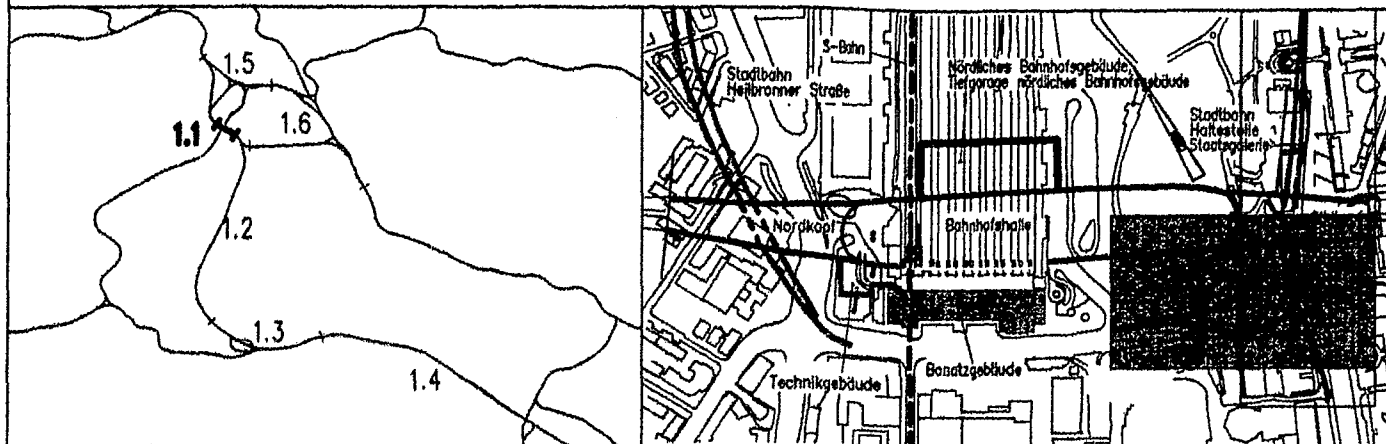 1.5
1.6
1.1
1.2
1.3
1.4
S-Bahn
Stadtbahn
Heilbronner Straße
Nördliches Bahnhofsgebäude,
Tiefgarage nördliches Bahnhofsgebäude
Stadtbahn
Haltestelle
Staatsgalerie
Nordkopf
Bahnhofshalle
Technikgebäude
Bonatzgebäude